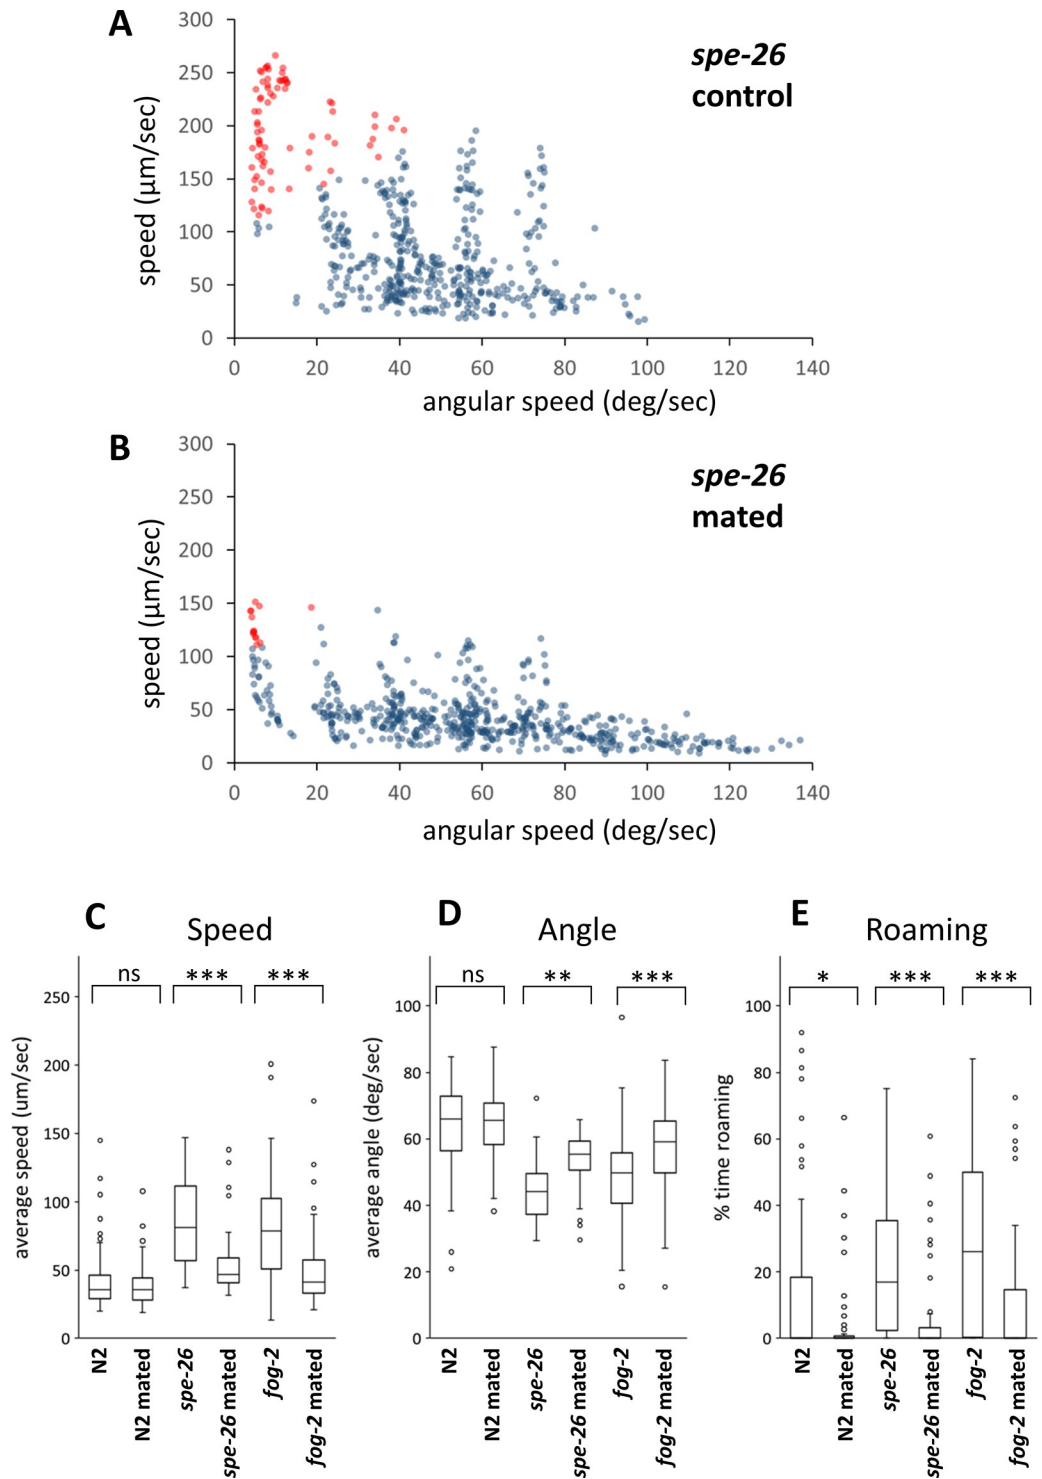 A
300
250
200
150
100
50
0
speed (μm/sec)
spe-26
control
0 20 40 60 80 100 120 140
angular speed (deg/sec)
B
300
250
200
150
100
50
0
speed (μm/sec)
spe-26
mated
0 20 40 60 80 100 120 140
angular speed (deg/sec)
C
Speed
ns *** ***
250
200
150
100
50
0
average speed (um/sec)
N2
N2 mated
spe-26
spe-26 mated
fog-2
fog-2 mated
D
Angle
ns ** ***
100
80
60
40
20
0
average angle (deg/sec)
N2
N2 mated
spe-26
spe-26 mated
fog-2
fog-2 mated
E
Roaming
* *** ***
100
80
60
40
20
0
% time roaming
N2
N2 mated
spe-26
spe-26 mated
fog-2
fog-2 mated